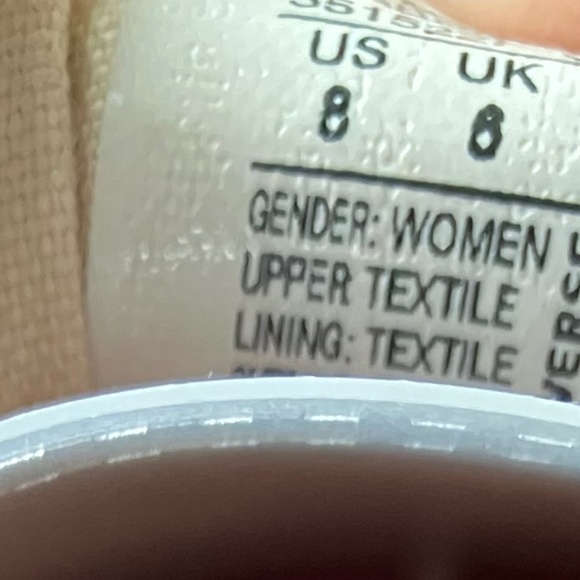 US UK
8 6
GENDER: WOMEN
UPPER TEXTILE
LINING: TEXTILE